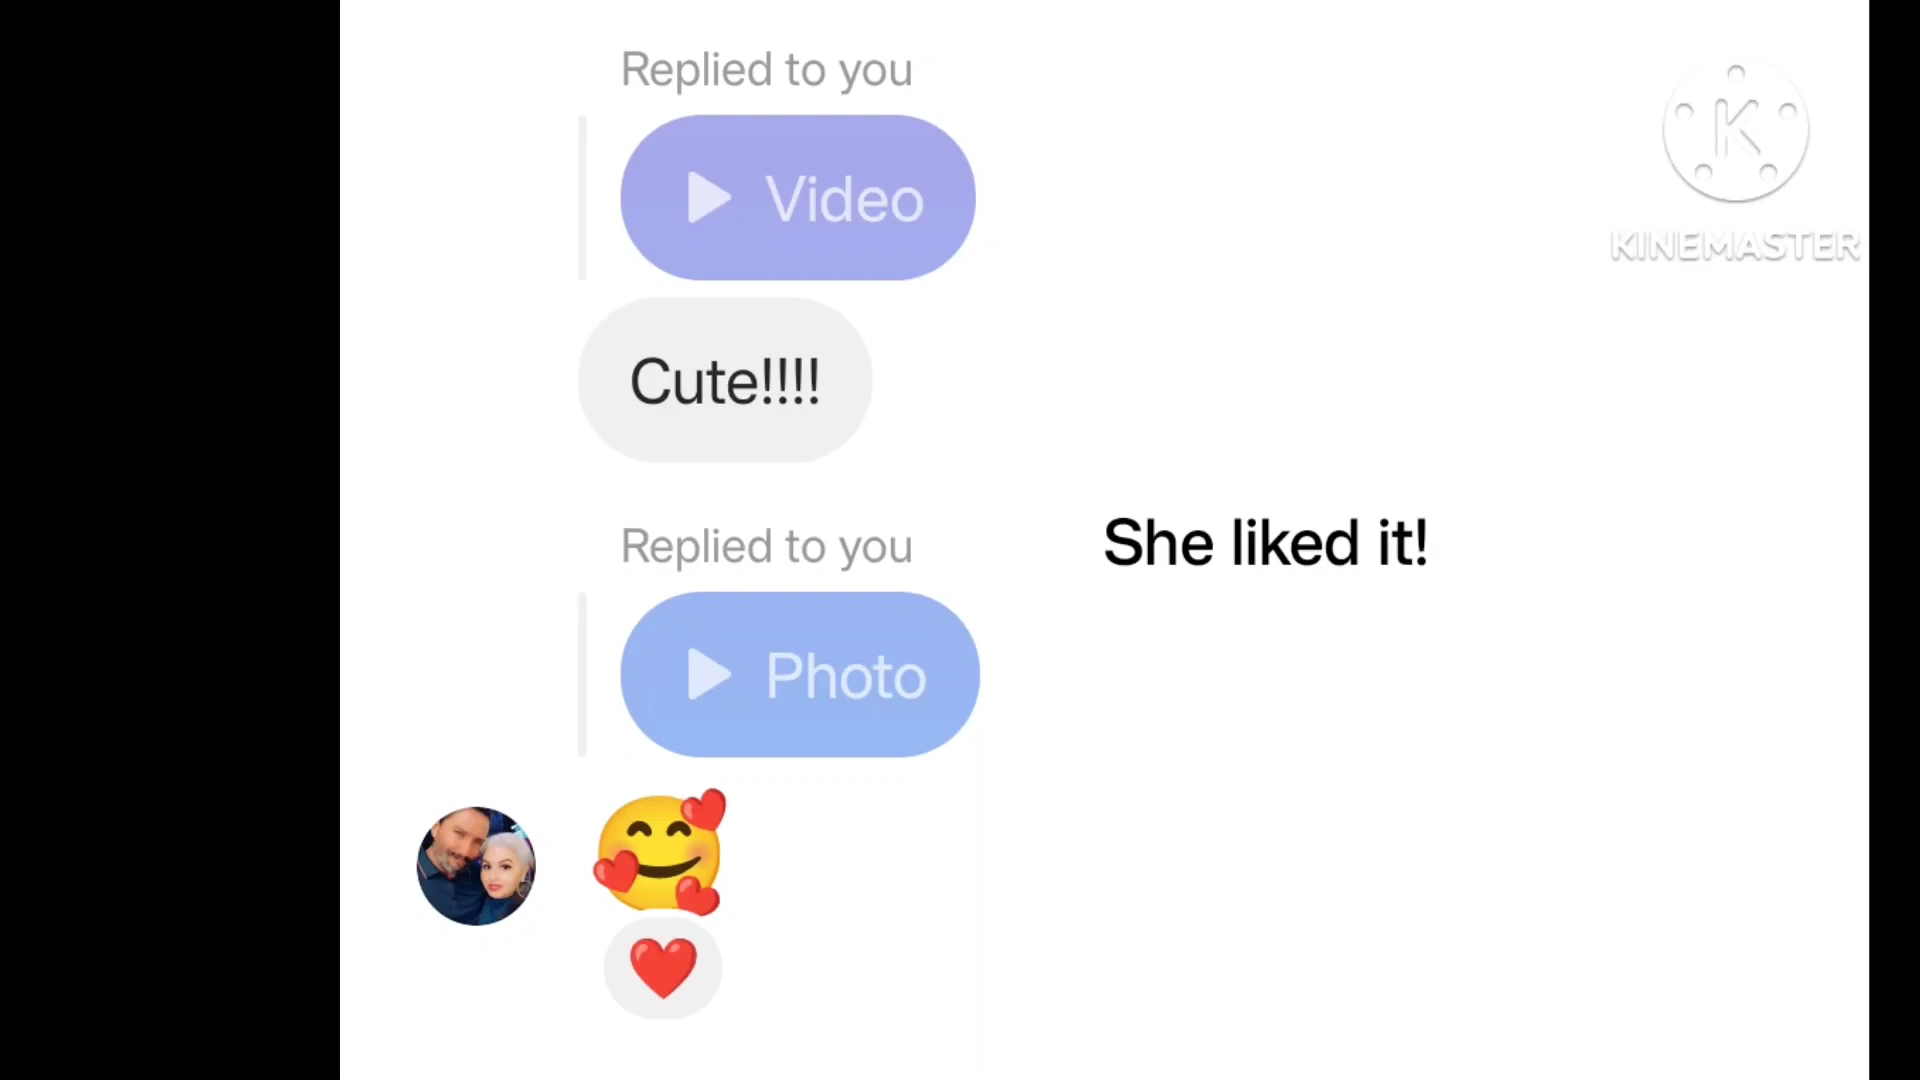 Replied to you
Video
KINEMASTER
Cute!!!!
Replied to you
She liked it!
Photo